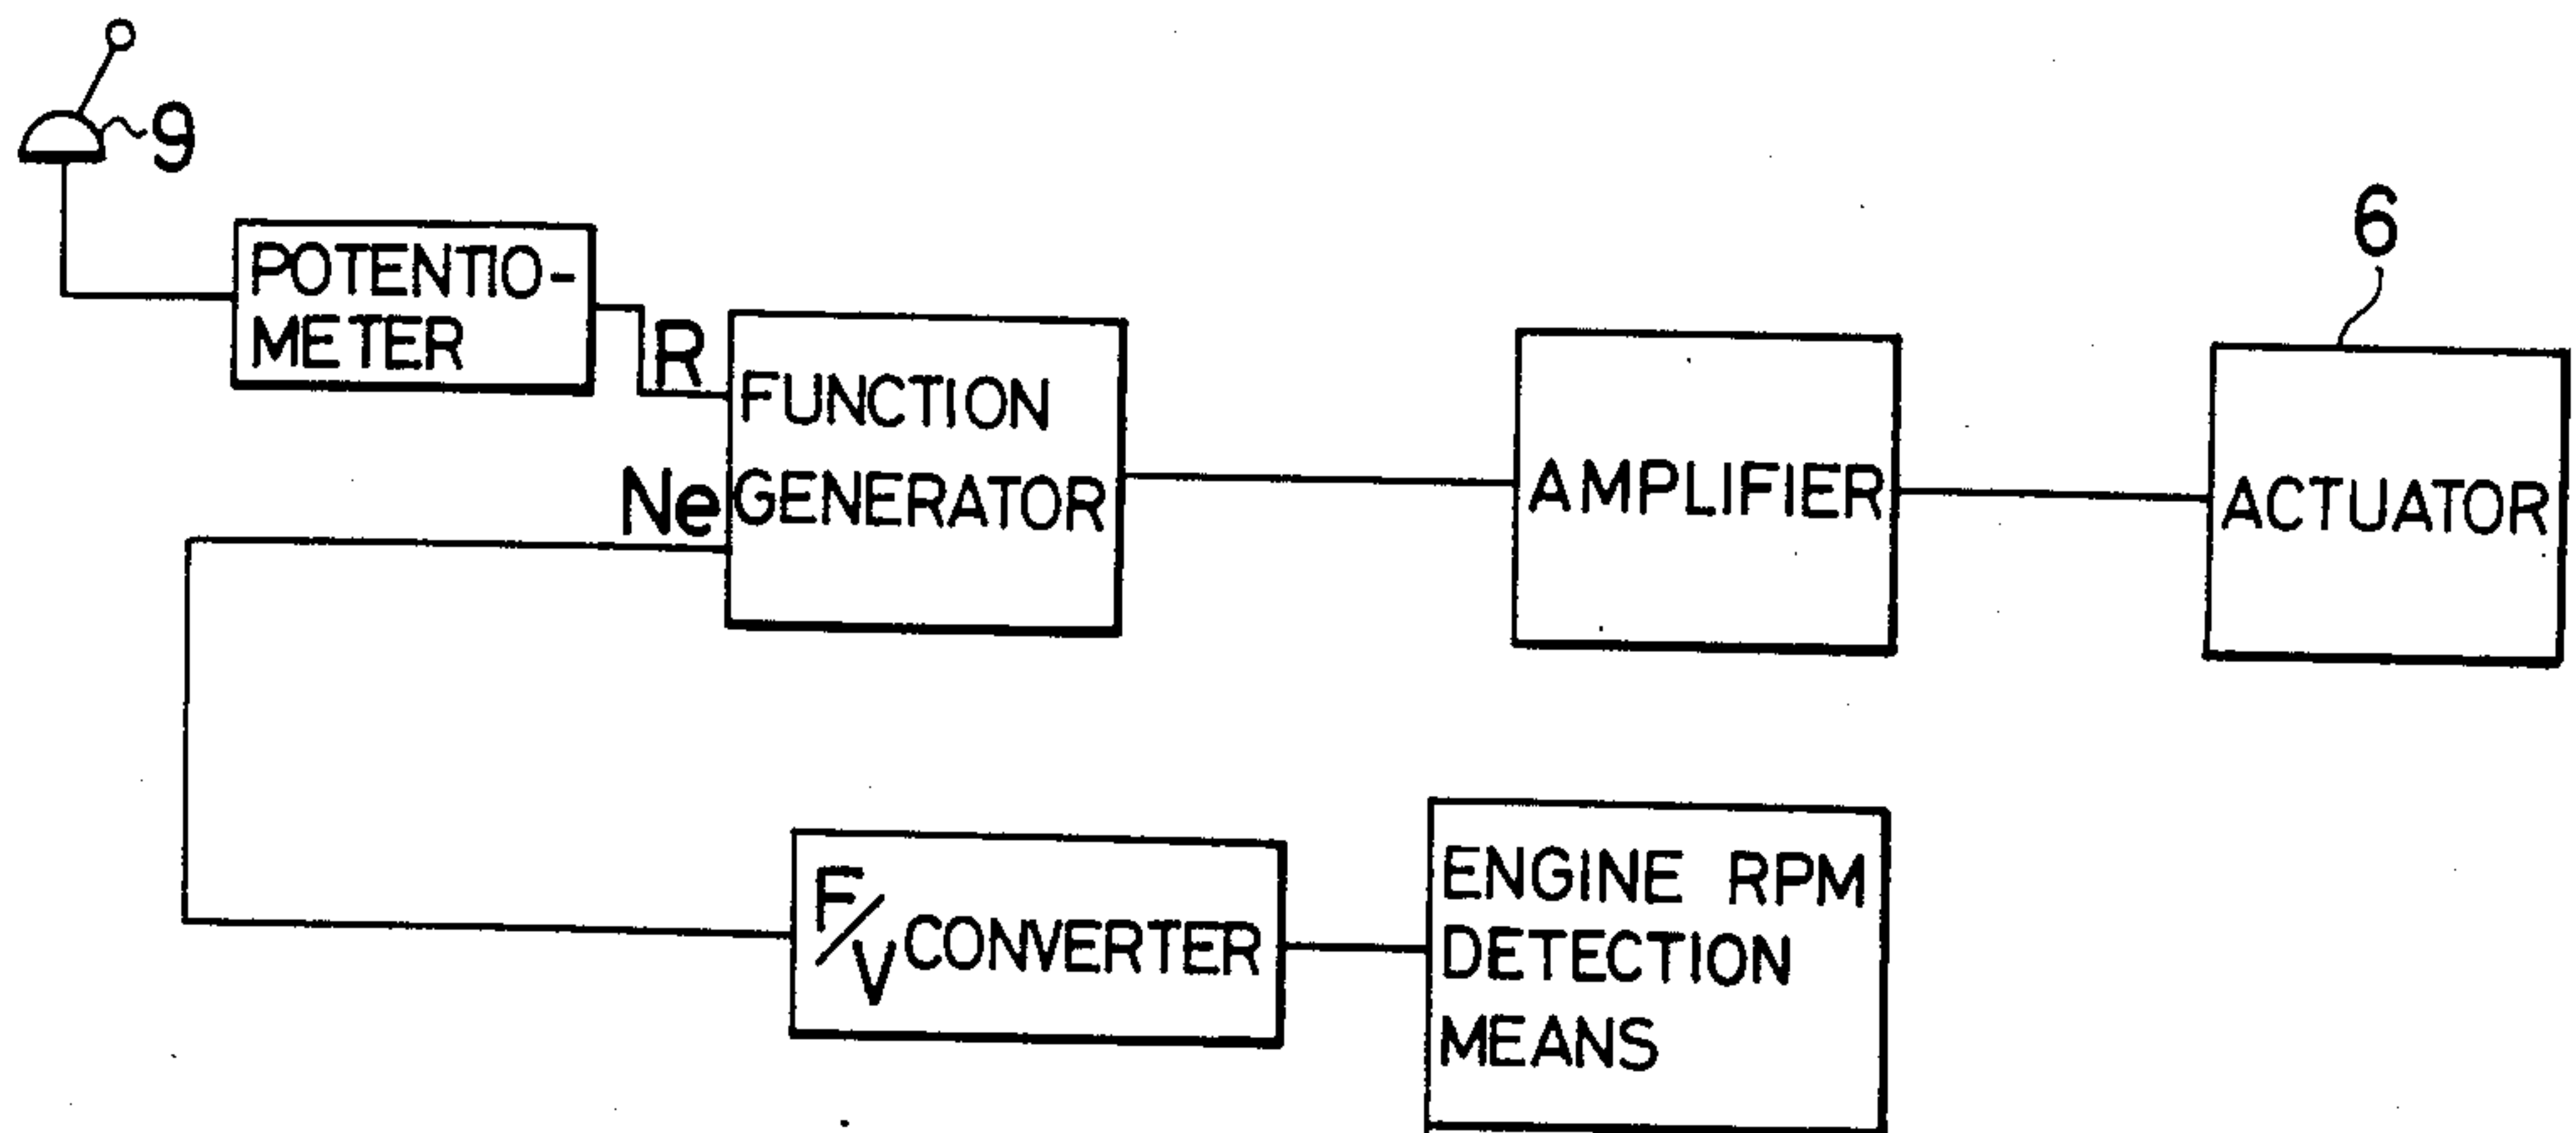 9
POTENTIO-
METER
R
FUNCTION
GENERATOR
Ne
AMPLIFIER
6
ACTUATOR
F/V CONVERTER
ENGINE RPM
DETECTION
MEANS